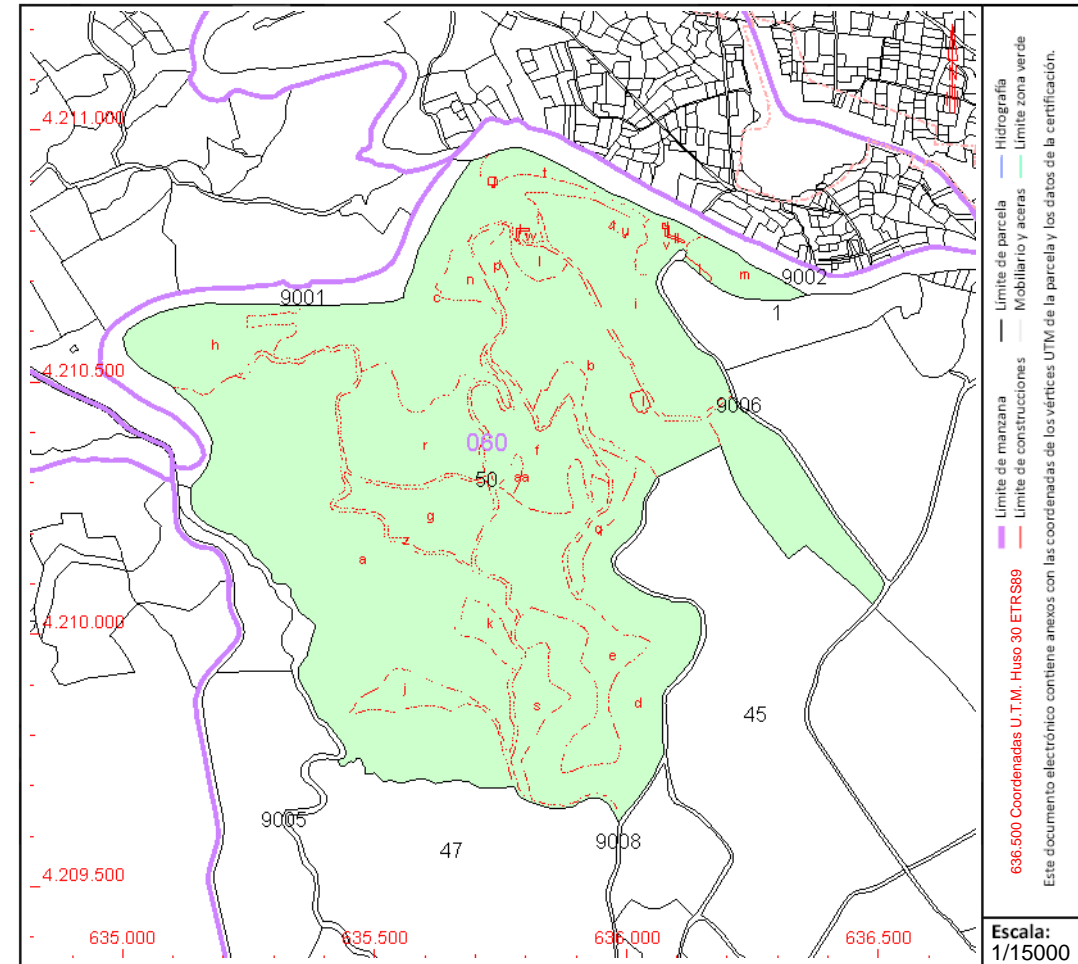 4.211.000
t
4
u
w
v
l
p
n
m
9002
c
9001
i
1
h
4.210.500
b
l
9006
060
r
f
50
aa
g
q
z
a
4.210.000
k
e
j
s
d
45
9005
47
9008
4.209.500
635.000
635.500
636.000
636.500
Límite de manzana
Límite de parcela
Hidrografía
636.500 Coordenadas U.T.M. Huso 30 ETRS89
Límite de construcciones
Mobiliario y aceras
Límite zona verde
Este documento electrónico contiene anexos con las coordenadas de los vértices UTM de la parcela y los datos de la certificación.
Escala:
1/15000